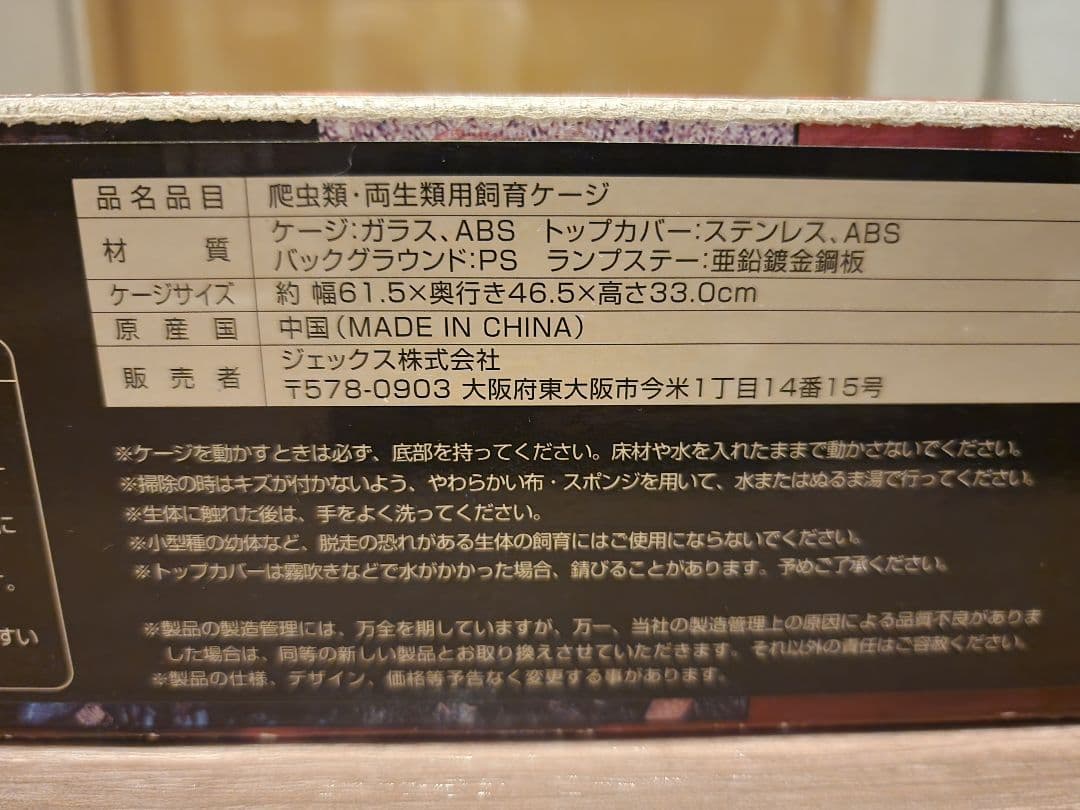 品名品目 爬虫類・両生類用飼育ケージ
材質 ケージ:ガラス、ABS トップカバー:ステンレス、ABS
バックグラウンド:PS ランプステー:亜鉛鍍金鋼板
ケージサイズ 約 幅61.5×奥行き46.5×高さ33.0cm
原産国 中国(MADE IN CHINA)
販売者 ジェックス株式会社
〒578-0903 大阪府東大阪市今米1丁目14番15号
※ケージを動かすときは必ず、底部を持ってください。床材や水を入れたままで動かさないでください。
※掃除の時はキズが付かないよう、やわらかい布・スポンジを用いて、水またはぬるま湯で行ってください。
※生体に触れた後は、手をよく洗ってください。
※小型種の幼体など、脱走の恐れがある生体の飼育にはご使用にならないでください。
※トップカバーは霧吹きなどで水がかかった場合、錆びることがあります。予めご了承ください。
※製品の製造管理には、万全を期していますが、万一、当社の製造管理上の原因による品質不良がありま
した場合は、同等の新しい製品とお取り換えさせていただきます。それ以外の責任はご容赦ください。
※製品の仕様、デザイン、価格等予告なく変更する事があります。
に
す。
すい